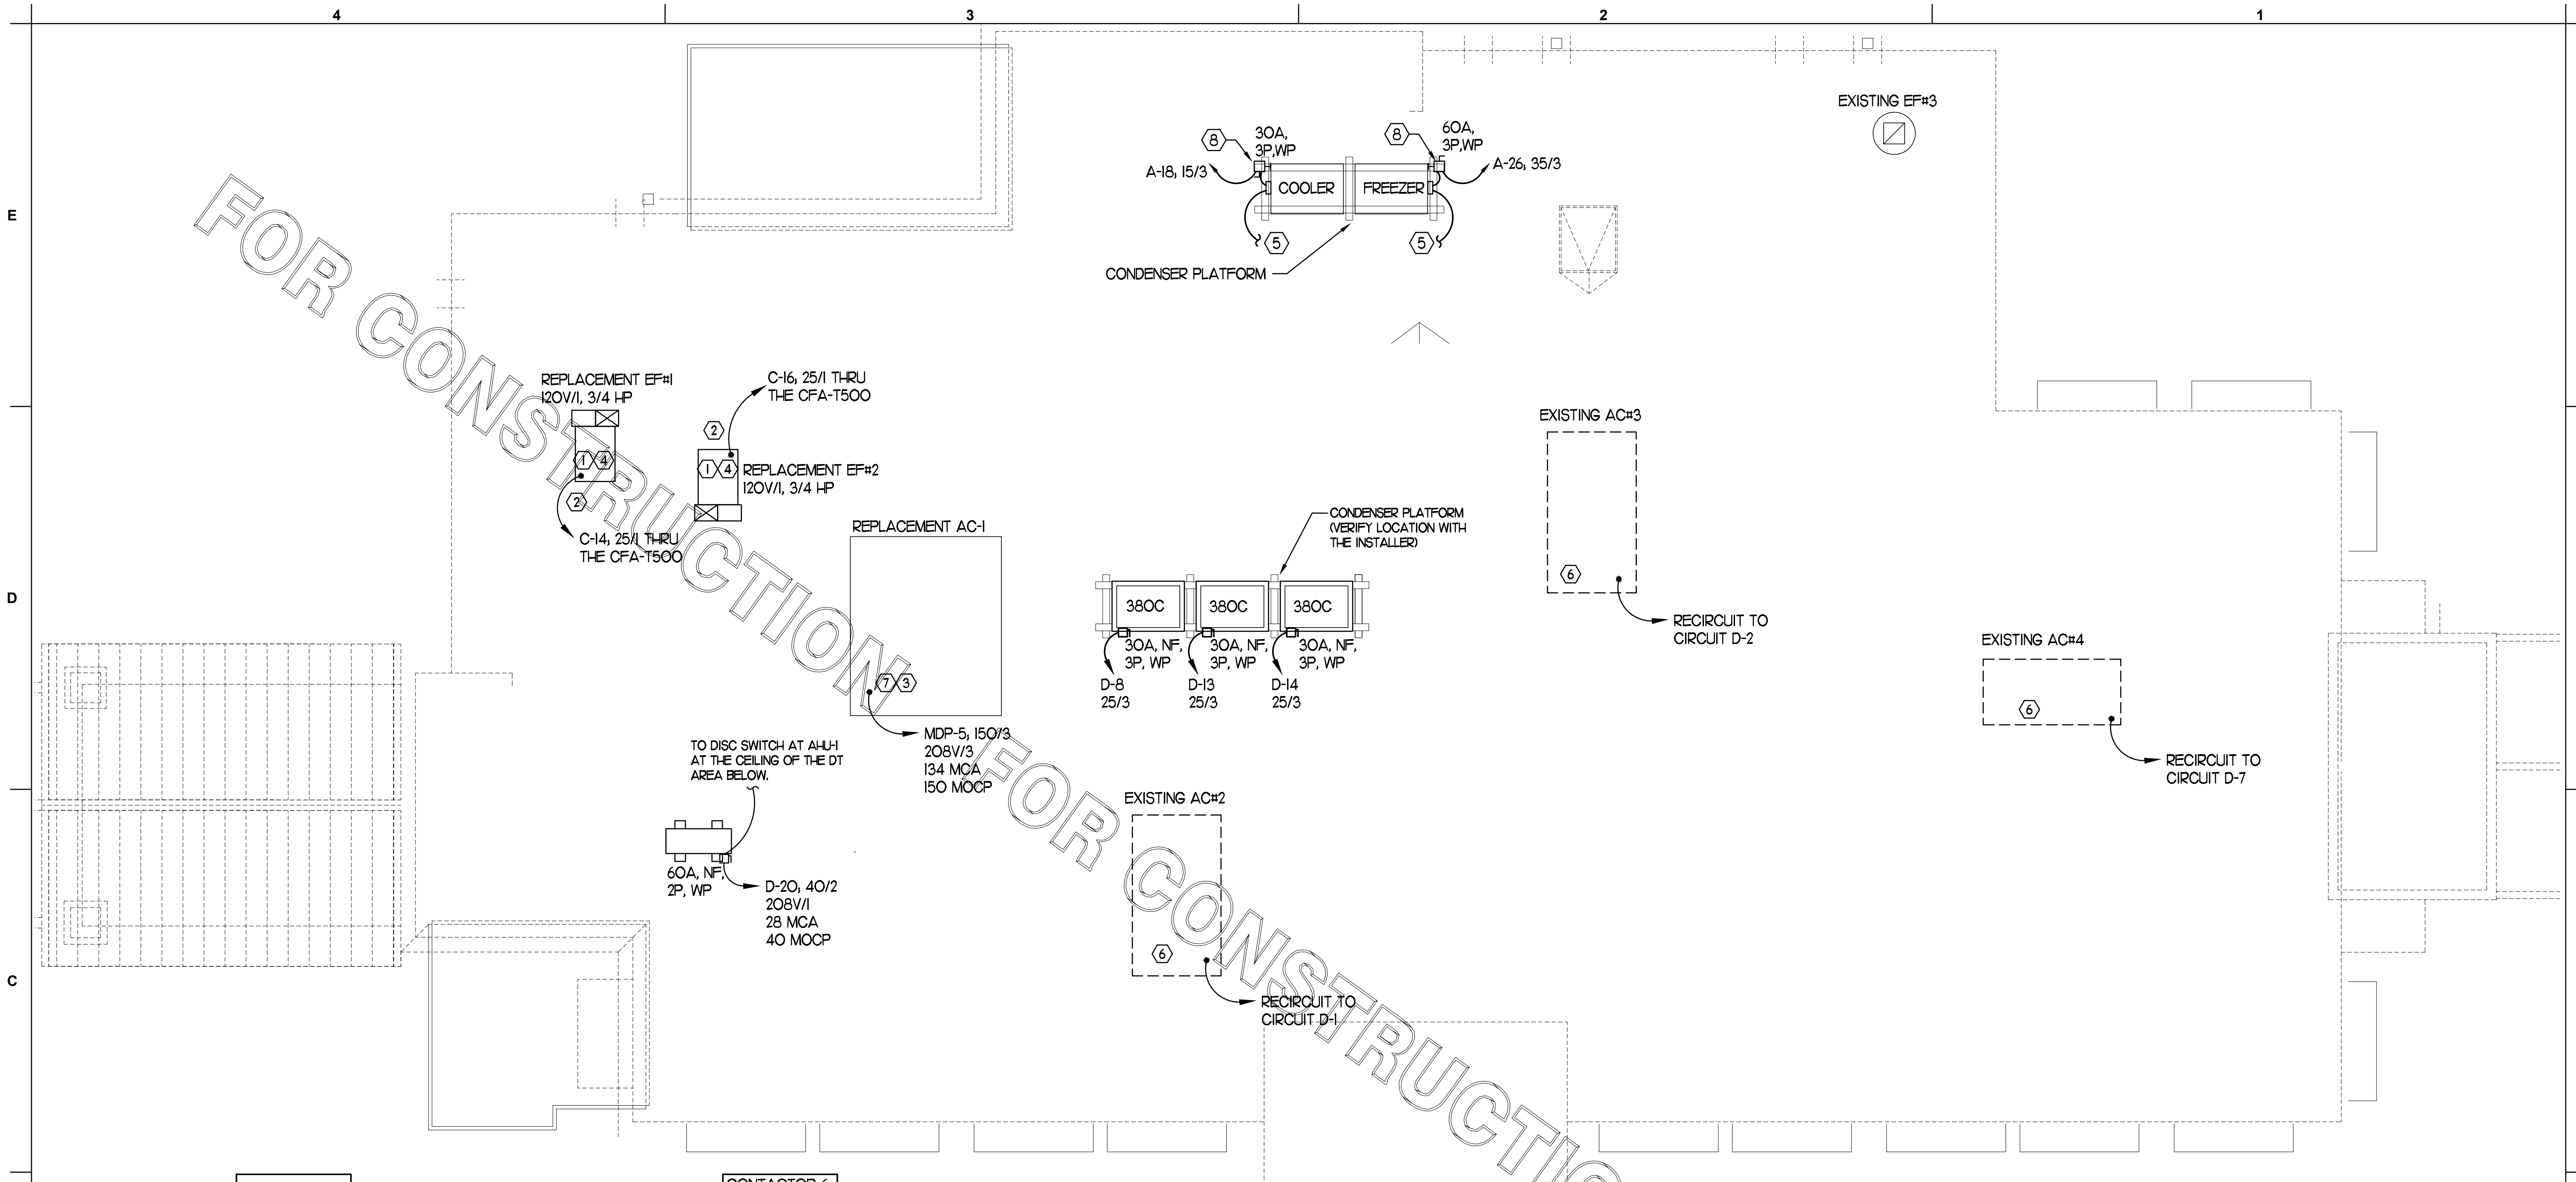 4
3
2
1
E
D
C
EXISTING EF#3
8
30A,
3P,WP
8
60A,
3P,WP
A-18, 15/3
A-26, 35/3
COOLER
FREEZER
5
5
CONDENSER PLATFORM
FOR CONSTRUCTION
REPLACEMENT EF#1
120V/1, 3/4 HP
C-16, 25/1 THRU
THE CFA-T500
2
1
4
1
4
REPLACEMENT EF#2
120V/1, 3/4 HP
2
C-14, 25/1 THRU
THE CFA-T500
REPLACEMENT AC-1
CONDENSER PLATFORM
(VERIFY LOCATION WITH
THE INSTALLER)
EXISTING AC#3
6
RECIRCUIT TO
CIRCUIT D-2
380C
380C
380C
30A, NF,
3P, WP
30A, NF,
3P, WP
30A, NF,
3P, WP
D-8
25/3
D-13
25/3
D-14
25/3
EXISTING AC#4
6
RECIRCUIT TO
CIRCUIT D-7
7
3
MDP-5, 150/3
208V/3
134 MCA
150 MOCP
TO DISC SWITCH AT AHU-1
AT THE CEILING OF THE DT
AREA BELOW.
60A, NF,
2P, WP
D-20, 40/2
208V/1
28 MCA
40 MOCP
EXISTING AC#2
6
RECIRCUIT TO
CIRCUIT D-1
FOR CONSTRUCTIO